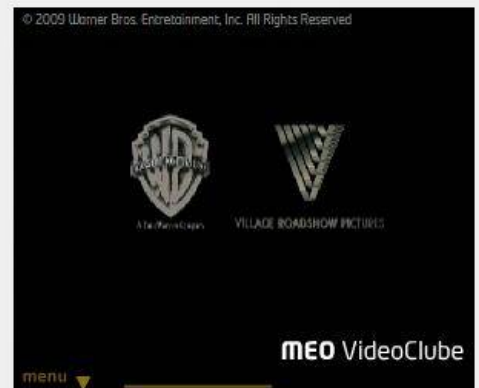 © 2009 Warner Bros. Entretainment, Inc. All Rights Reserved
VILLAGE ROADSHOW PICTURES
MEO VideoClube
menu